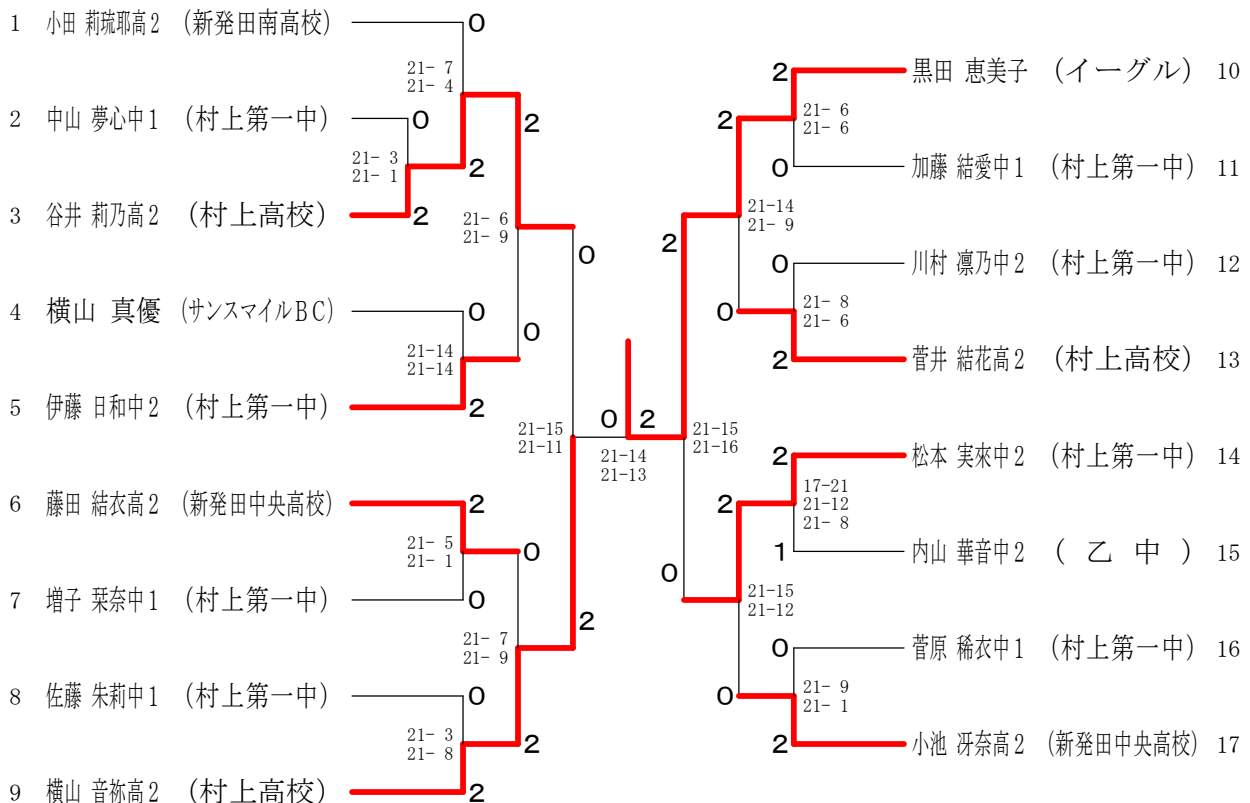 1 小田 莉琉耶高2 (新発田南高校) 0
21- 7
21- 4
2 中山 夢心中1 (村上第一中) 0 2
21- 3
21- 1
2
3 谷井 莉乃高2 (村上高校) 2
21- 6
21- 9
0
4 横山 真優 (サンスマイルBC) 0
0
21-14
21-14
5 伊藤 日和中2 (村上第一中) 2
21-15
21-11
6 藤田 結衣高2 (新発田中央高校) 2
21- 5
21- 1
0
7 増子 栞奈中1 (村上第一中) 0
2
21- 7
21- 9
8 佐藤 朱莉中1 (村上第一中) 0
21- 3
21- 8
2
9 横山 音祢高2 (村上高校) 2
0 2
21-14
21-13
2 黒田 恵美子 (イーグル) 10
2
21- 6
21- 6
0 加藤 結愛中1 (村上第一中) 11
21-14
21- 9
2
0 川村 凛乃中2 (村上第一中) 12
0
21- 8
21- 6
2 菅井 結花高2 (村上高校) 13
21-15
21-16
2 松本 実來中2 (村上第一中) 14
2
17-21
21-12
21- 8
1 内山 華音中2 (乙中) 15
0
21-15
21-12
0 菅原 稀衣中1 (村上第一中) 16
0
21- 9
21- 1
2 小池 冴奈高2 (新発田中央高校) 17